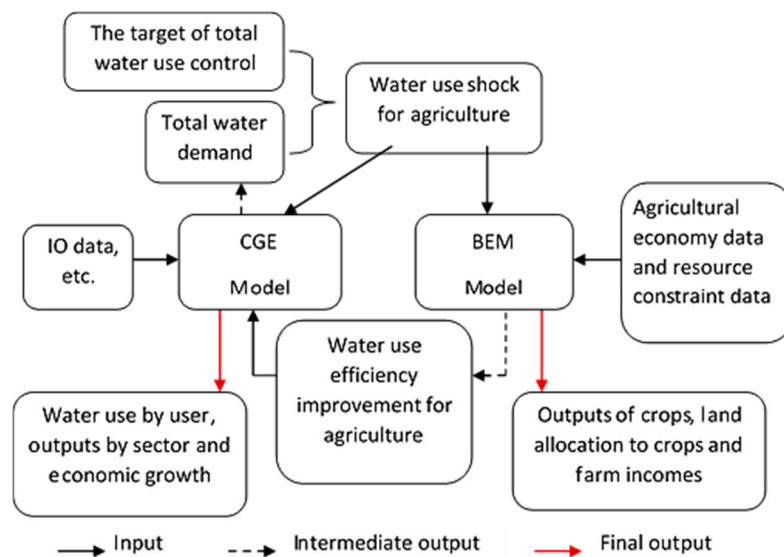 The target of total
water use control
Total water
demand
Water use shock
for agriculture
IO data,
etc.
CGE
Model
BEM
Model
Agricultural
economy data
and resource
constraint data
Water use
efficiency
improvement for
agriculture
Water use by user,
outputs by sector and
economic growth
Outputs of crops, land
allocation to crops and
farm incomes
Input
Intermediate output
Final output